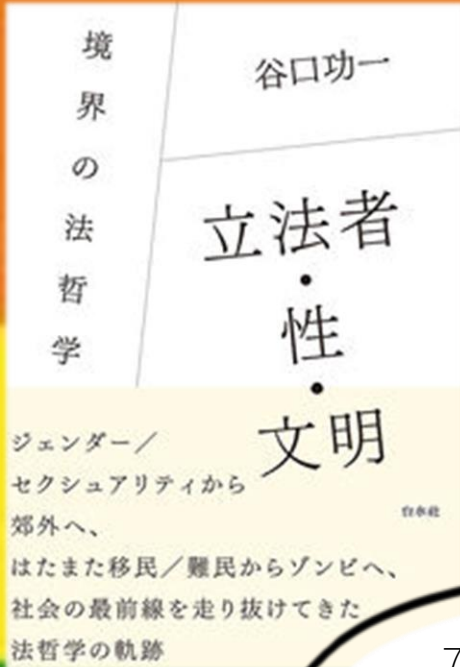 谷口功一
立法者
・
性
・
文明
境界の法哲学
白水社
ジェンダー／
セクシュアリティから
郊外へ、
はたまた移民／難民からゾンビへ、
社会の最前線を走り抜けてきた
法哲学の軌跡
7